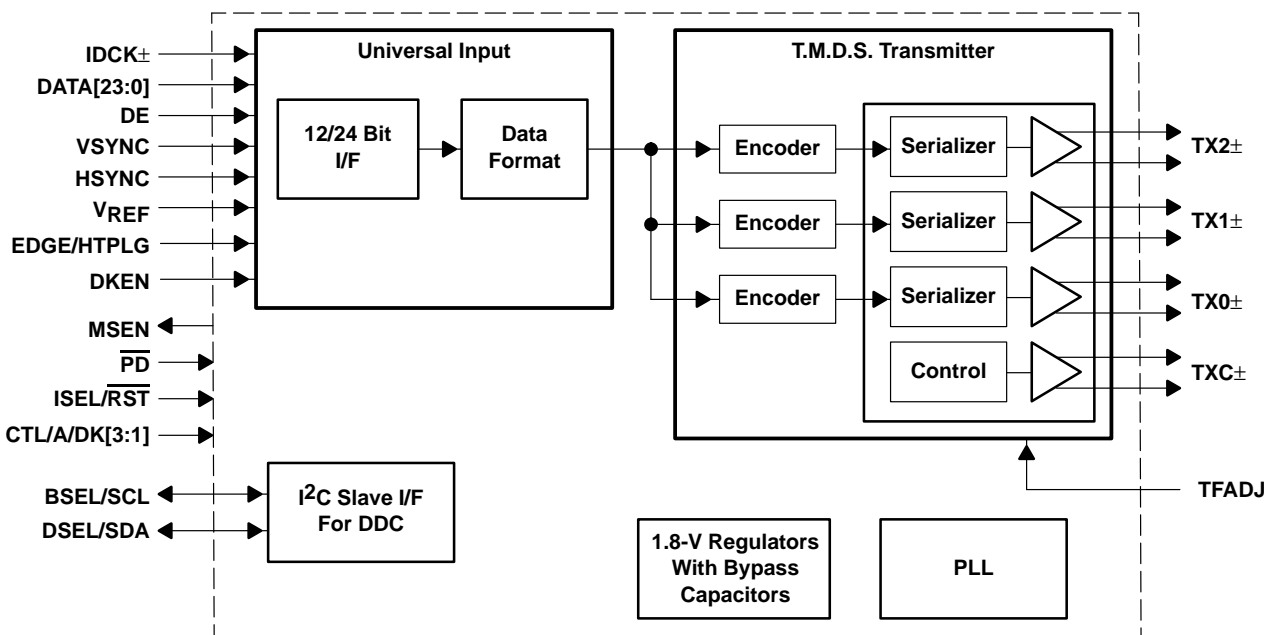 IDCK±
DATA[23:0]
DE
VSYNC
HSYNC
VREF
EDGE/HTPLG
DKEN
MSEN
PD
ISEL/RST
CTL/A/DK[3:1]
BSEL/SCL
DSEL/SDA
Universal Input
12/24 Bit
I/F
Data
Format
T.M.D.S. Transmitter
Encoder
Serializer
Encoder
Serializer
Encoder
Serializer
Control
TX2±
TX1±
TX0±
TXC±
TFADJ
I2C Slave I/F
For DDC
1.8-V Regulators
With Bypass
Capacitors
PLL